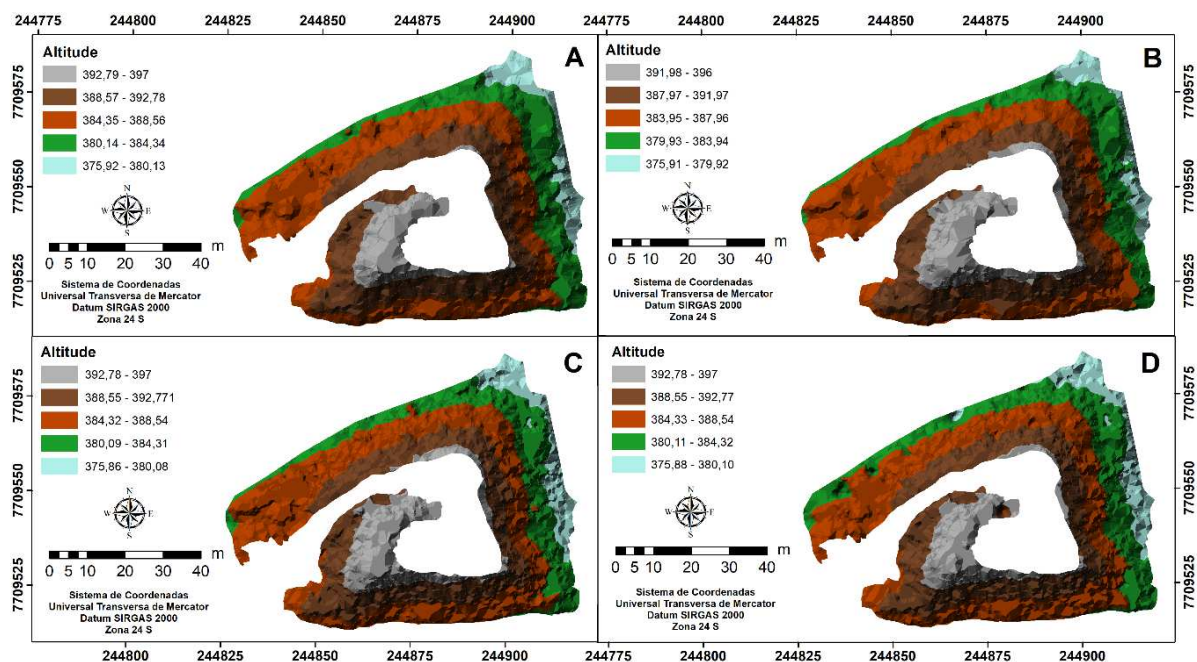 244775 244800 244825 244850 244875 244900 244775 244800 244825 244850 244875 244900
7709575
7709550
7709525
Altitude
A
392,79 - 397
388,57 - 392,78
384,35 - 388,56
380,14 - 384,34
375,92 - 380,13
N
W E
S
m
0 5 10 20 30 40
Sistema de Coordenadas
Universal Transversa de Mercator
Datum SIRGAS 2000
Zona 24 S
Altitude
B
391,98 - 396
387,97 - 391,97
383,95 - 387,96
379,93 - 383,94
375,91 - 379,92
N
W E
S
m
0 5 10 20 30 40
Sistema de Coordenadas
Universal Transversa de Mercator
Datum SIRGAS 2000
Zona 24 S
7709575
7709550
7709525
7709575
7709550
7709525
Altitude
C
392,78 - 397
388,55 - 392,771
384,32 - 388,54
380,09 - 384,31
375,86 - 380,08
N
W E
S
m
0 5 10 20 30 40
Sistema de Coordenadas
Universal Transversa de Mercator
Datum SIRGAS 2000
Zona 24 S
Altitude
D
392,78 - 397
388,55 - 392,77
384,33 - 388,54
380,11 - 384,32
375,88 - 380,10
N
W E
S
m
0 5 10 20 30 40
Sistema de Coordenadas
Universal Transversa de Mercator
Datum SIRGAS 2000
Zona 24 S
7709575
7709550
7709525
244800 244825 244850 244875 244900 244775 244800 244825 244850 244875 244900